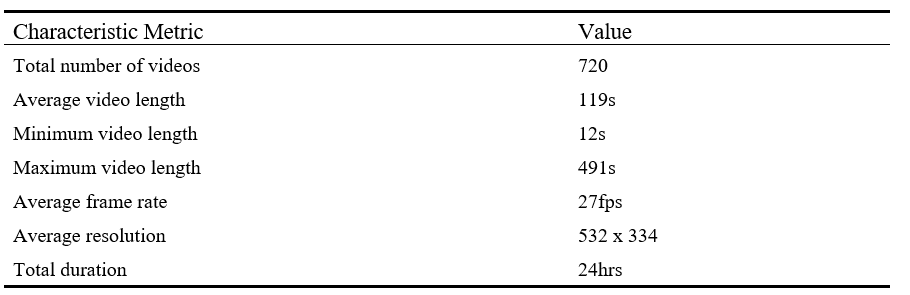 Characteristic Metric Value
Total number of videos 720
Average video length 119s
Minimum video length 12s
Maximum video length 491s
Average frame rate 27fps
Average resolution 532 x 334
Total duration 24hrs